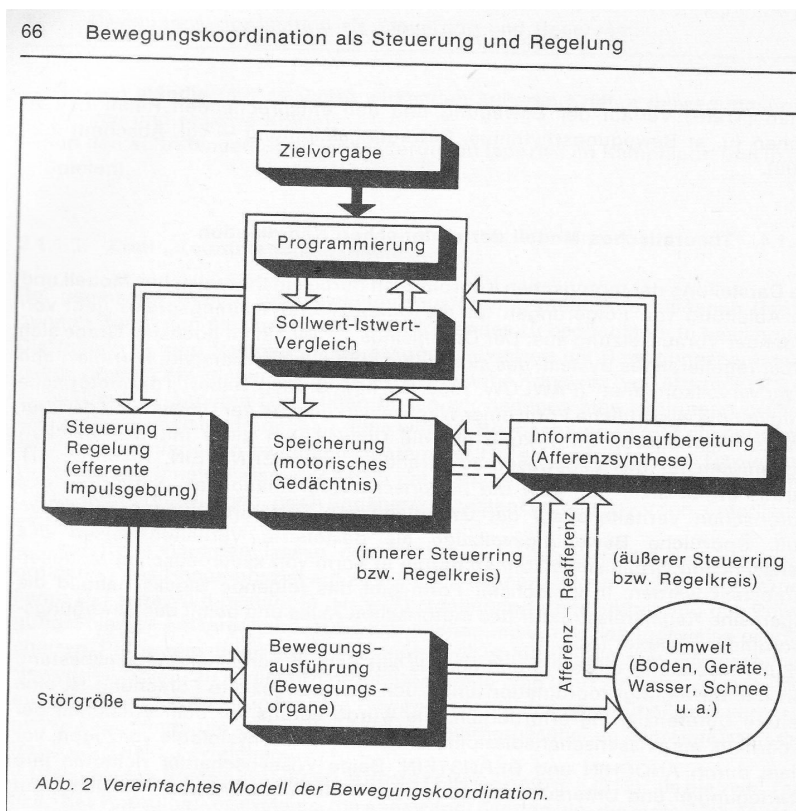 66 Bewegungskoordination als Steuerung und Regelung
Zielvorgabe
Programmierung
Sollwert-Istwert-
Vergleich
Steuerung –
Regelung
(efferente
Impulsgebung)
Speicherung
(motorisches
Gedächtnis)
Informationsaufbereitung
(Afferenzsynthese)
(innerer Steuerring
bzw. Regelkreis)
Afferenz – Reafferenz
(äußerer Steuerring
bzw. Regelkreis)
Bewegungs-
ausführung
(Bewegungs-
organe)
Umwelt
(Boden, Geräte,
Wasser, Schnee
u. a.)
Störgröße
Abb. 2 Vereinfachtes Modell der Bewegungskoordination.